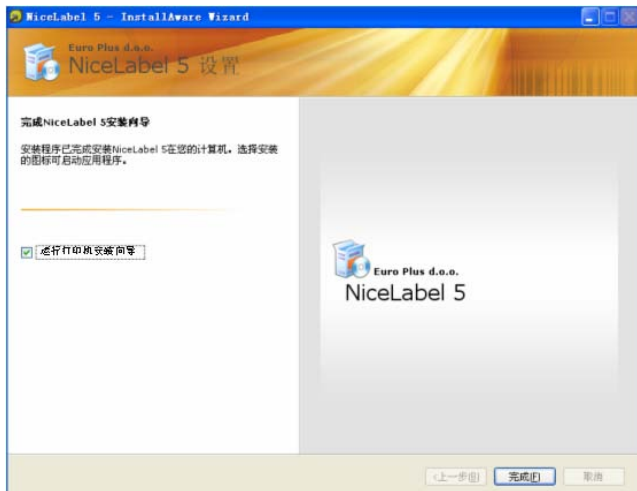 NiceLabel 5 - InstallAware Wizard
Euro Plus d.o.o.
NiceLabel 5 设置
完成NiceLabel 5安装向导
安装程序已完成安装NiceLabel 5在您的计算机。选择安装
的图标可启动应用程序。
运行打印机安装向导
Euro Plus d.o.o.
NiceLabel 5
<上一步(B) 完成(F) 取消